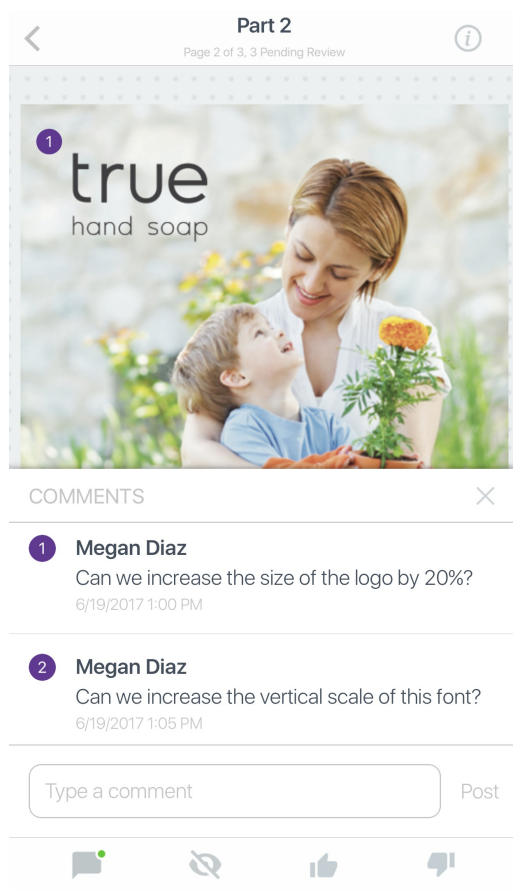 Part 2
Page 2 of 3, 3 Pending Review
1
true
hand soap
COMMENTS
1
Megan Diaz
Can we increase the size of the logo by 20%?
6/19/2017 1:00 PM
2
Megan Diaz
Can we increase the vertical scale of this font?
6/19/2017 1:05 PM
Type a comment
Post